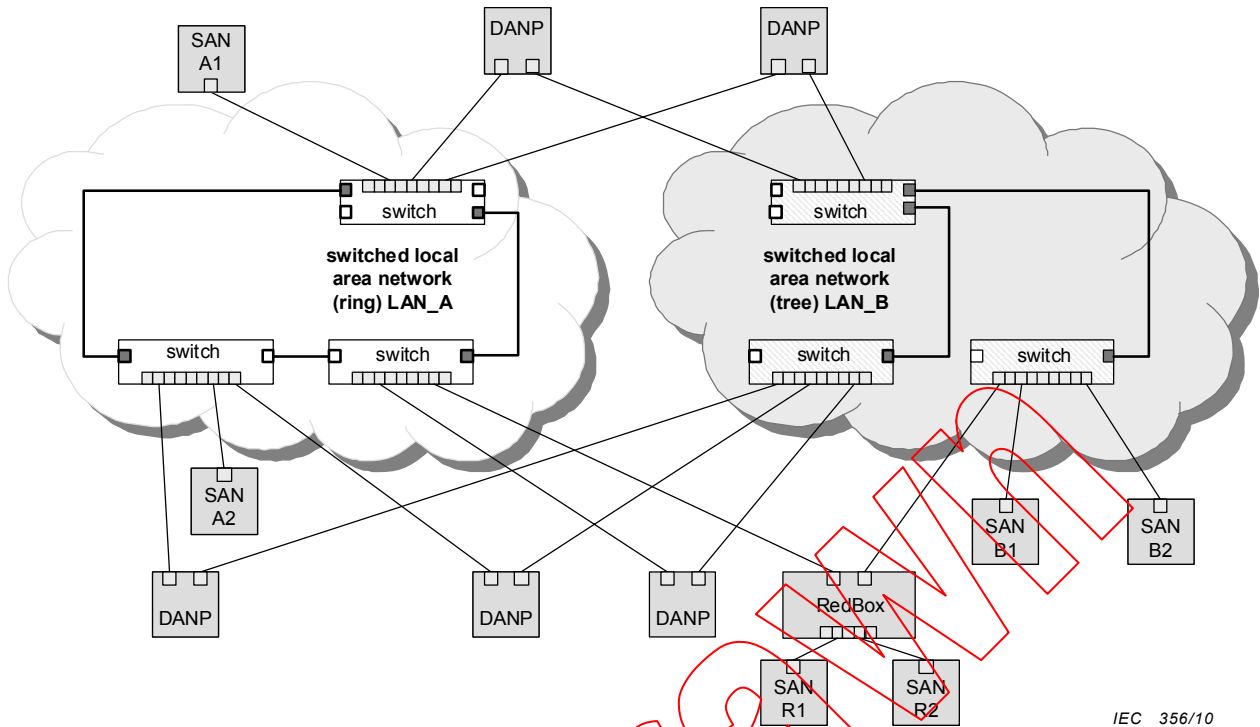 SAN
A1
DANP
DANP
switch
switch
switched local
area network
(ring) LAN_A
switched local
area network
(tree) LAN_B
switch
switch
switch
switch
SAN
A2
SAN
B1
SAN
B2
DANP
DANP
DANP
RedBox
SAN
R1
SAN
R2
IEC 356/10